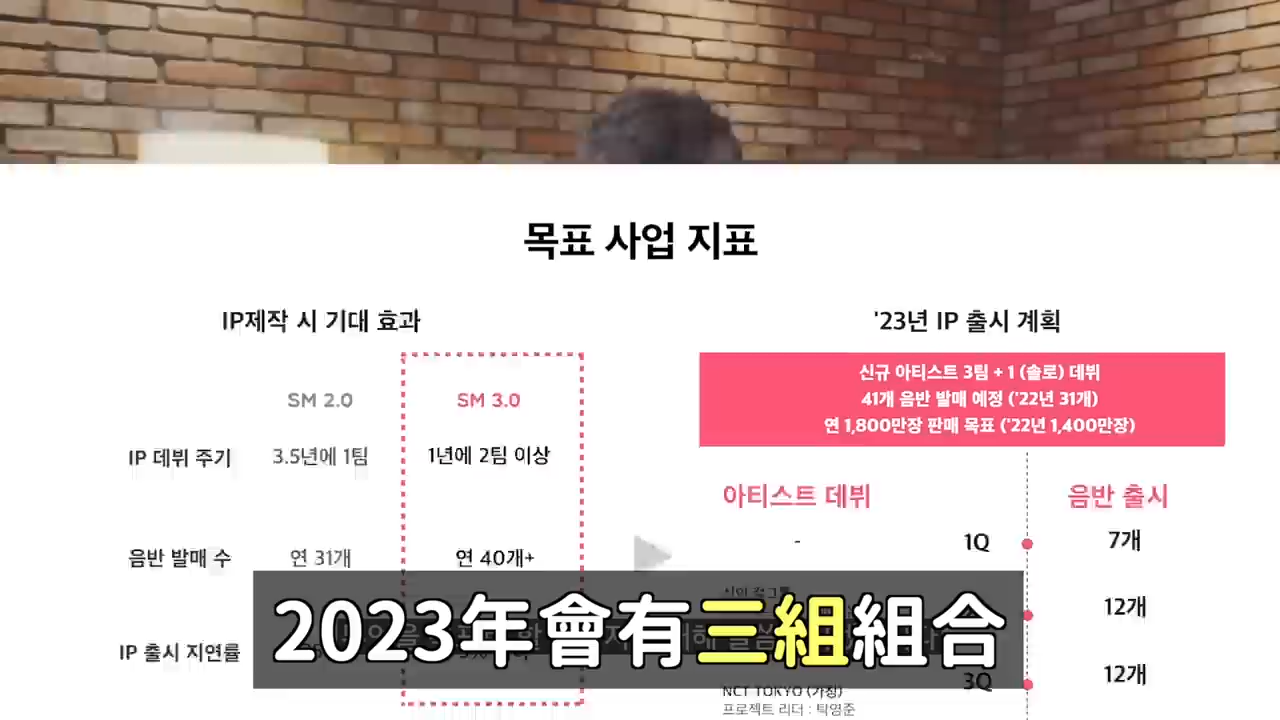 목표 사업 지표
IP제작 시 기대 효과
SM 2.0
SM 3.0
IP 데뷔 주기
3.5년에 1팀
1년에 2팀 이상
음반 발매 수
연 31개
연 40개+
IP 출시 지연률
'23년 IP 출시 계획
신규 아티스트 3팀 + 1 (솔로) 데뷔
41개 음반 발매 예정 ('22년 31개)
연 1,800만장 판매 목표 ('22년 1,400만장)
아티스트 데뷔
음반 출시
-
1Q
7개
12개
3Q
12개
NCT TOKYO (가칭)
프로젝트 리더 : 탁영준
2023年會有三組組合